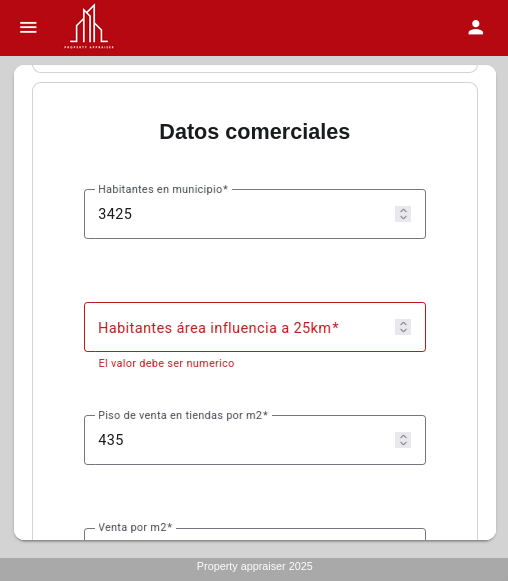 PROPERTY APPRAISER
Datos comerciales
Habitantes en municipio*
3425
Habitantes área influencia a 25km*
El valor debe ser numerico
Piso de venta en tiendas por m2*
435
Venta por m2*
Property appraiser 2025